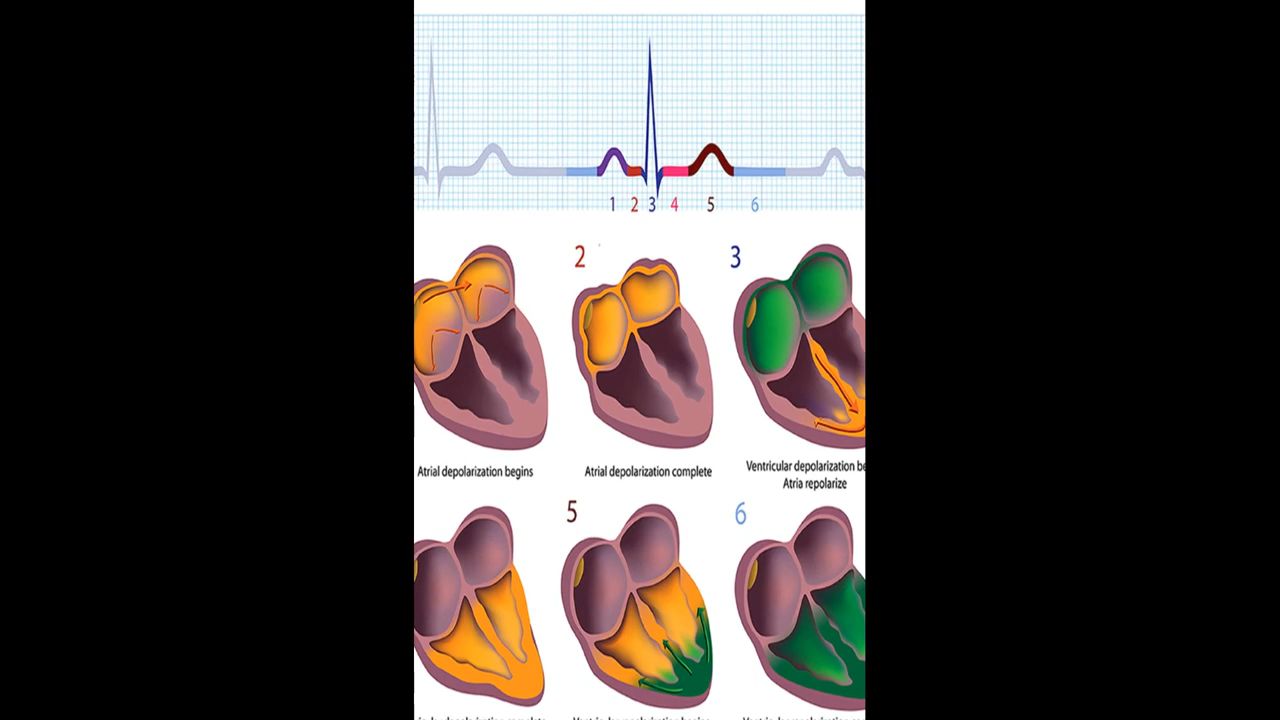 1 2 3 4 5 6
2
3
Atrial depolarization begins
Atrial depolarization complete
Ventricular depolarization be
Atria repolarize
5
6